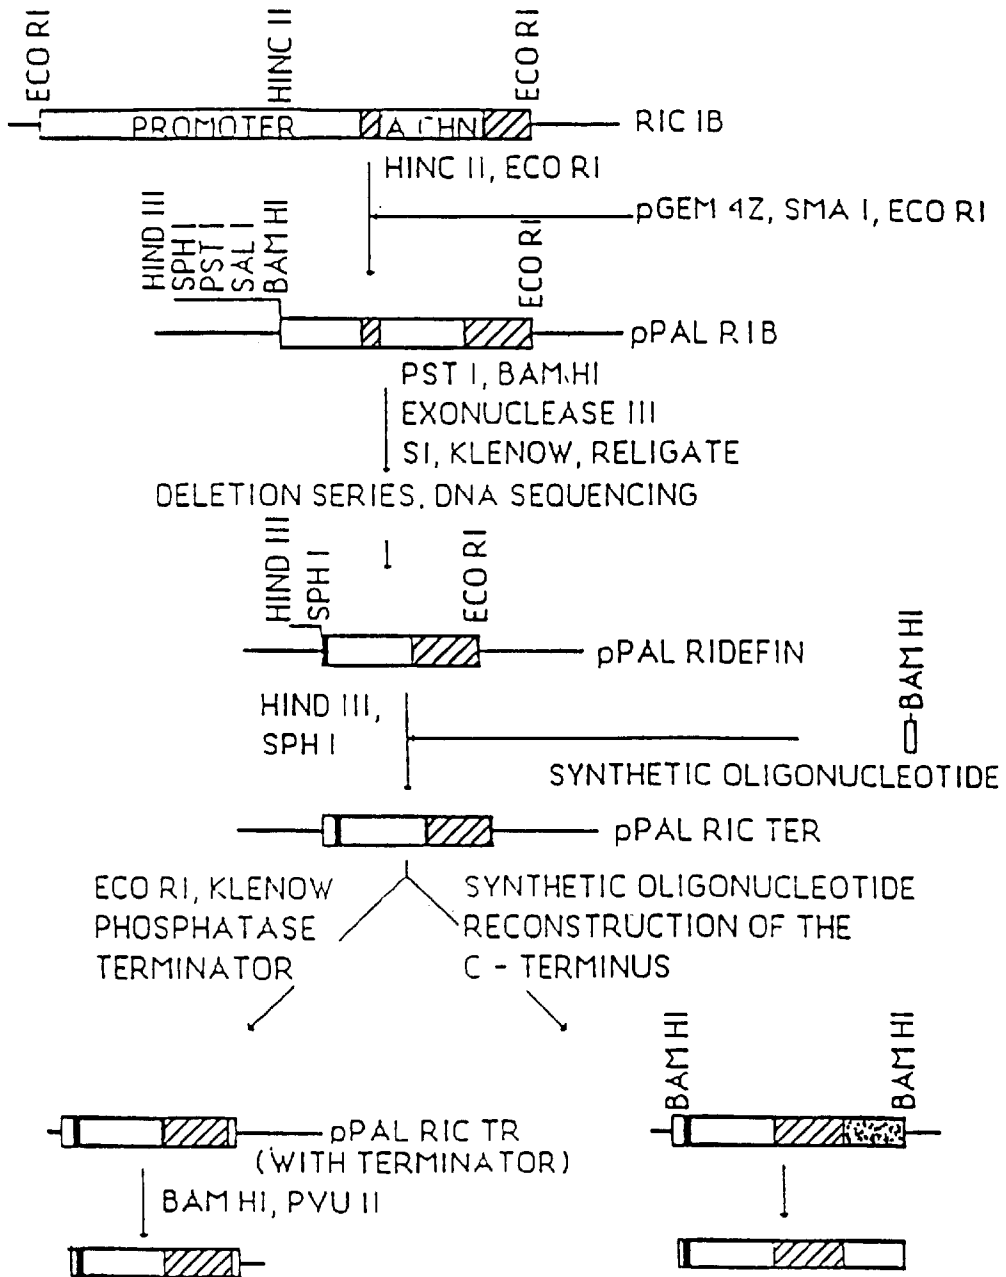 ECO RI
HINC II
ECO RI
PROMOTER
A CHN
RIC IB
HINC II, ECO RI
pGEM 4Z, SMA I, ECO RI
HIND III
SPH I
PST I
SAL I
BAM HI
ECO RI
pPAL RIB
PST I, BAM HI
EXONUCLEASE III
SI, KLENOW, RELIGATE
DELETION SERIES, DNA SEQUENCING
HIND III
SPH I
ECO RI
pPAL RIDEFIN
BAM HI
HIND III,
SPH I
SYNTHETIC OLIGONUCLEOTIDE
pPAL RIC TER
ECO RI, KLENOW
PHOSPHATASE
TERMINATOR
SYNTHETIC OLIGONUCLEOTIDE
RECONSTRUCTION OF THE
C - TERMINUS
BAM HI
BAM HI
pPAL RIC TR
(WITH TERMINATOR)
BAM HI, PVU II